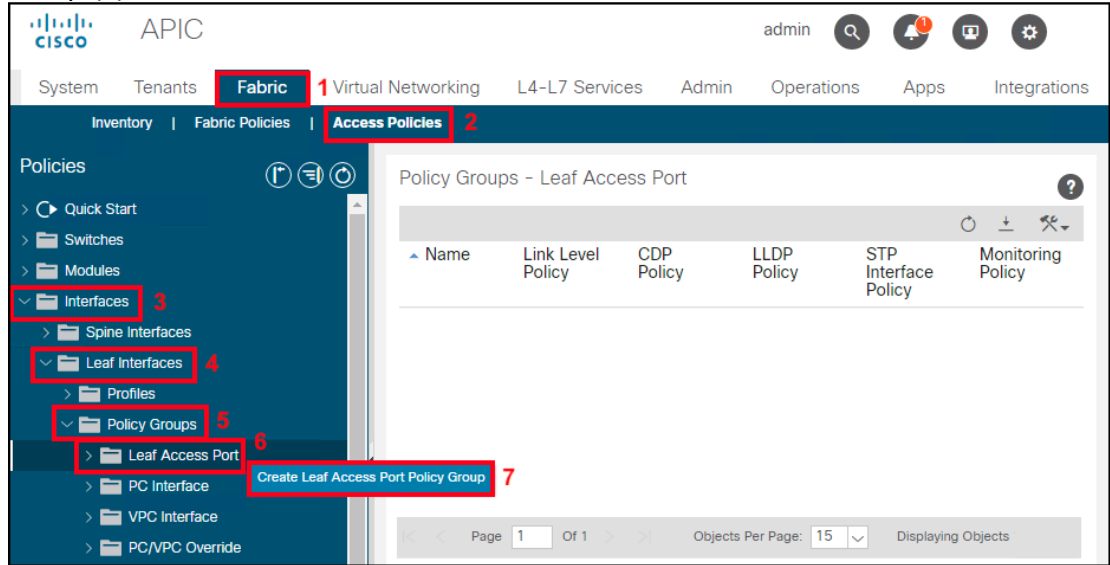 CISCO
APIC
admin
1
System Tenants Fabric 1 Virtual Networking L4-L7 Services Admin Operations Apps Integrations
Inventory | Fabric Policies | Access Policies 2
Policies
Quick Start
Switches
Modules
Interfaces 3
Spine Interfaces
Leaf Interfaces 4
Profiles
Policy Groups 5
6
Leaf Access Port
Create Leaf Access Port Policy Group 7
PC Interface
VPC Interface
PC/VPC Override
Policy Groups - Leaf Access Port
?
Name Link Level CDP LLDP STP Monitoring
Policy Policy Policy Interface Policy
Policy
Page 1 Of 1 Objects Per Page: 15 Displaying Objects